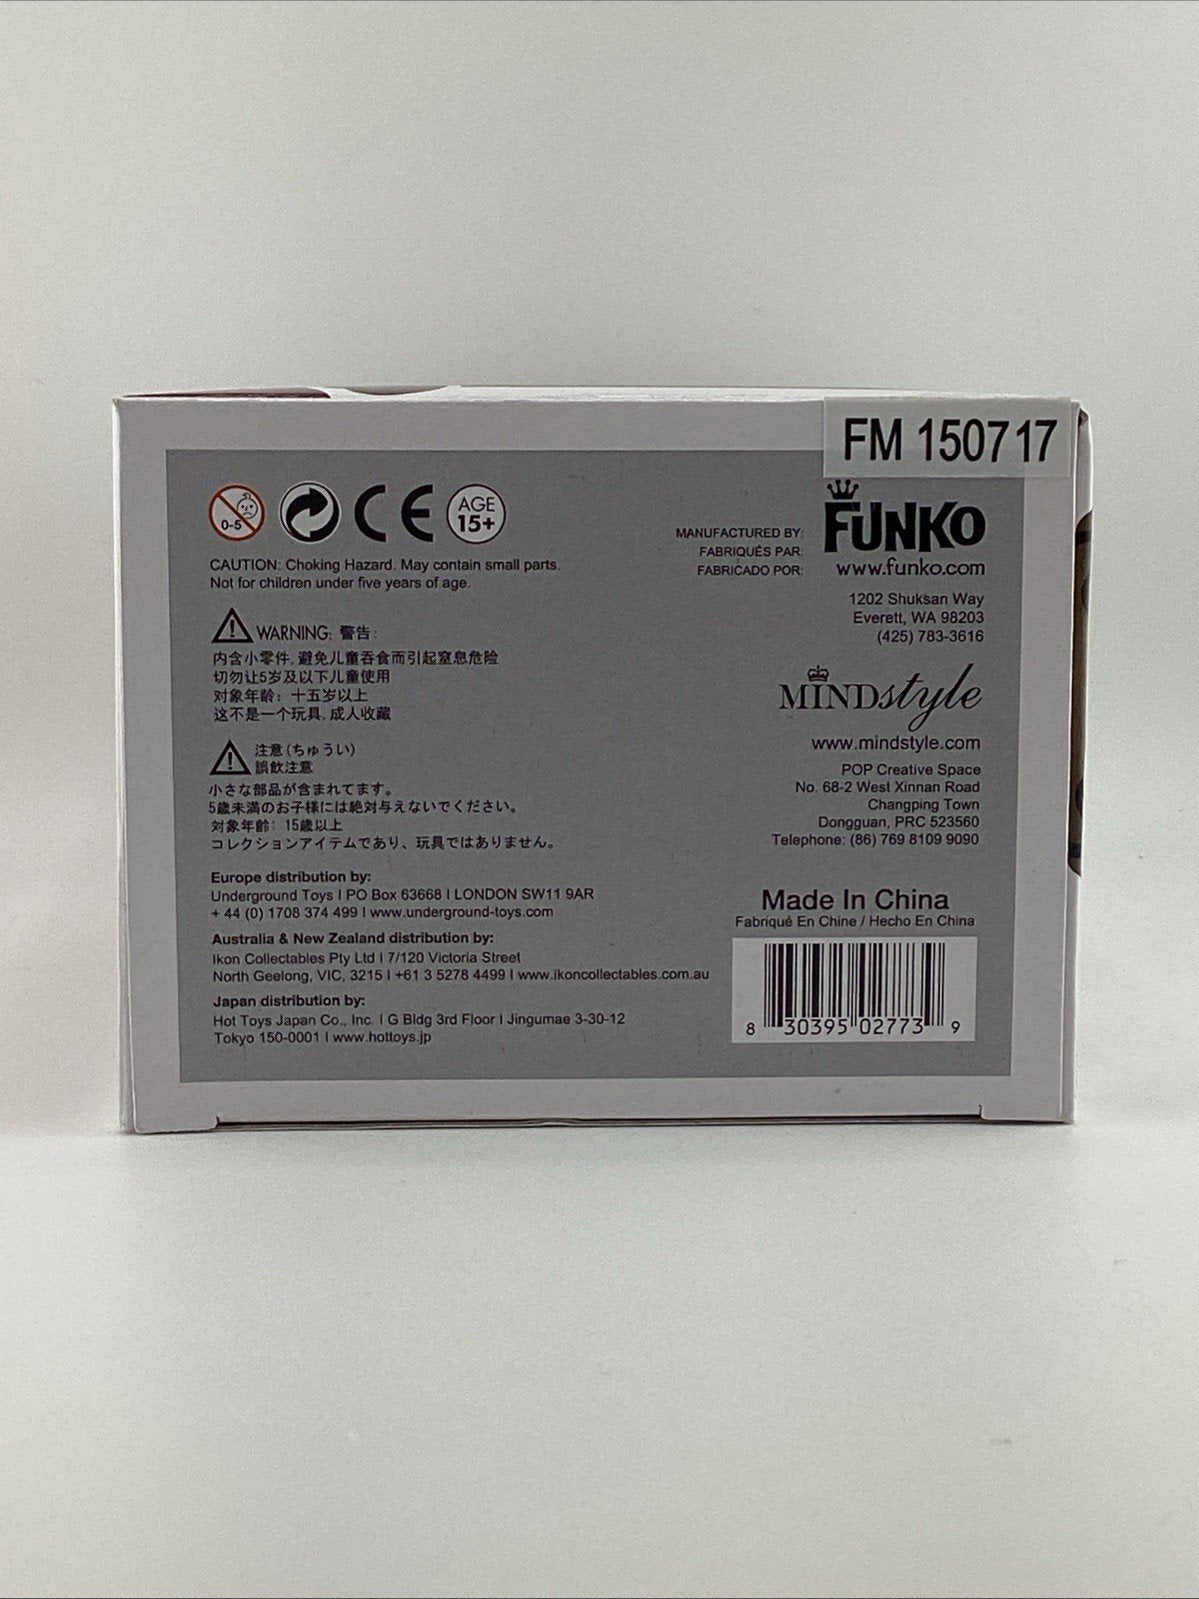 FM 150717
0-5
CE
AGE
15+
CAUTION: Choking Hazard. May contain small parts.
Not for children under five years of age.
WARNING: 警告:
内含小零件,避免儿童吞食而引起窒息危险
切勿让5岁及以下儿童使用
对象年龄：十五岁以上
这不是一个玩具,成人收藏
注意(ちゅうい)
誤飲注意
小さな部品が含まれてます。
5歳未満のお子様には絶対与えないでください。
対象年齢：15歳以上
コレクションアイテムであり、玩具ではありません。
Europe distribution by:
Underground Toys I PO Box 63668 I LONDON SW11 9AR
+ 44 (0) 1708 374 499 I www.underground-toys.com
Australia & New Zealand distribution by:
Ikon Collectables Pty Ltd I 7/120 Victoria Street
North Geelong, VIC, 3215 I +61 3 5278 4499 I www.ikoncollectables.com.au
Japan distribution by:
Hot Toys Japan Co., Inc. I G Bldg 3rd Floor I Jingumae 3-30-12
Tokyo 150-0001 I www.hottoys.jp
MANUFACTURED BY:
FABRIQUÉS PAR:
FABRICADO POR:
FUNKO
www.funko.com
1202 Shuksan Way
Everett, WA 98203
(425) 783-3616
MINDstyle
www.mindstyle.com
POP Creative Space
No. 68-2 West Xinnan Road
Changping Town
Dongguan, PRC 523560
Telephone: (86) 769 8109 9090
Made In China
Fabriqué En Chine / Hecho En China
8 30395 02773 9